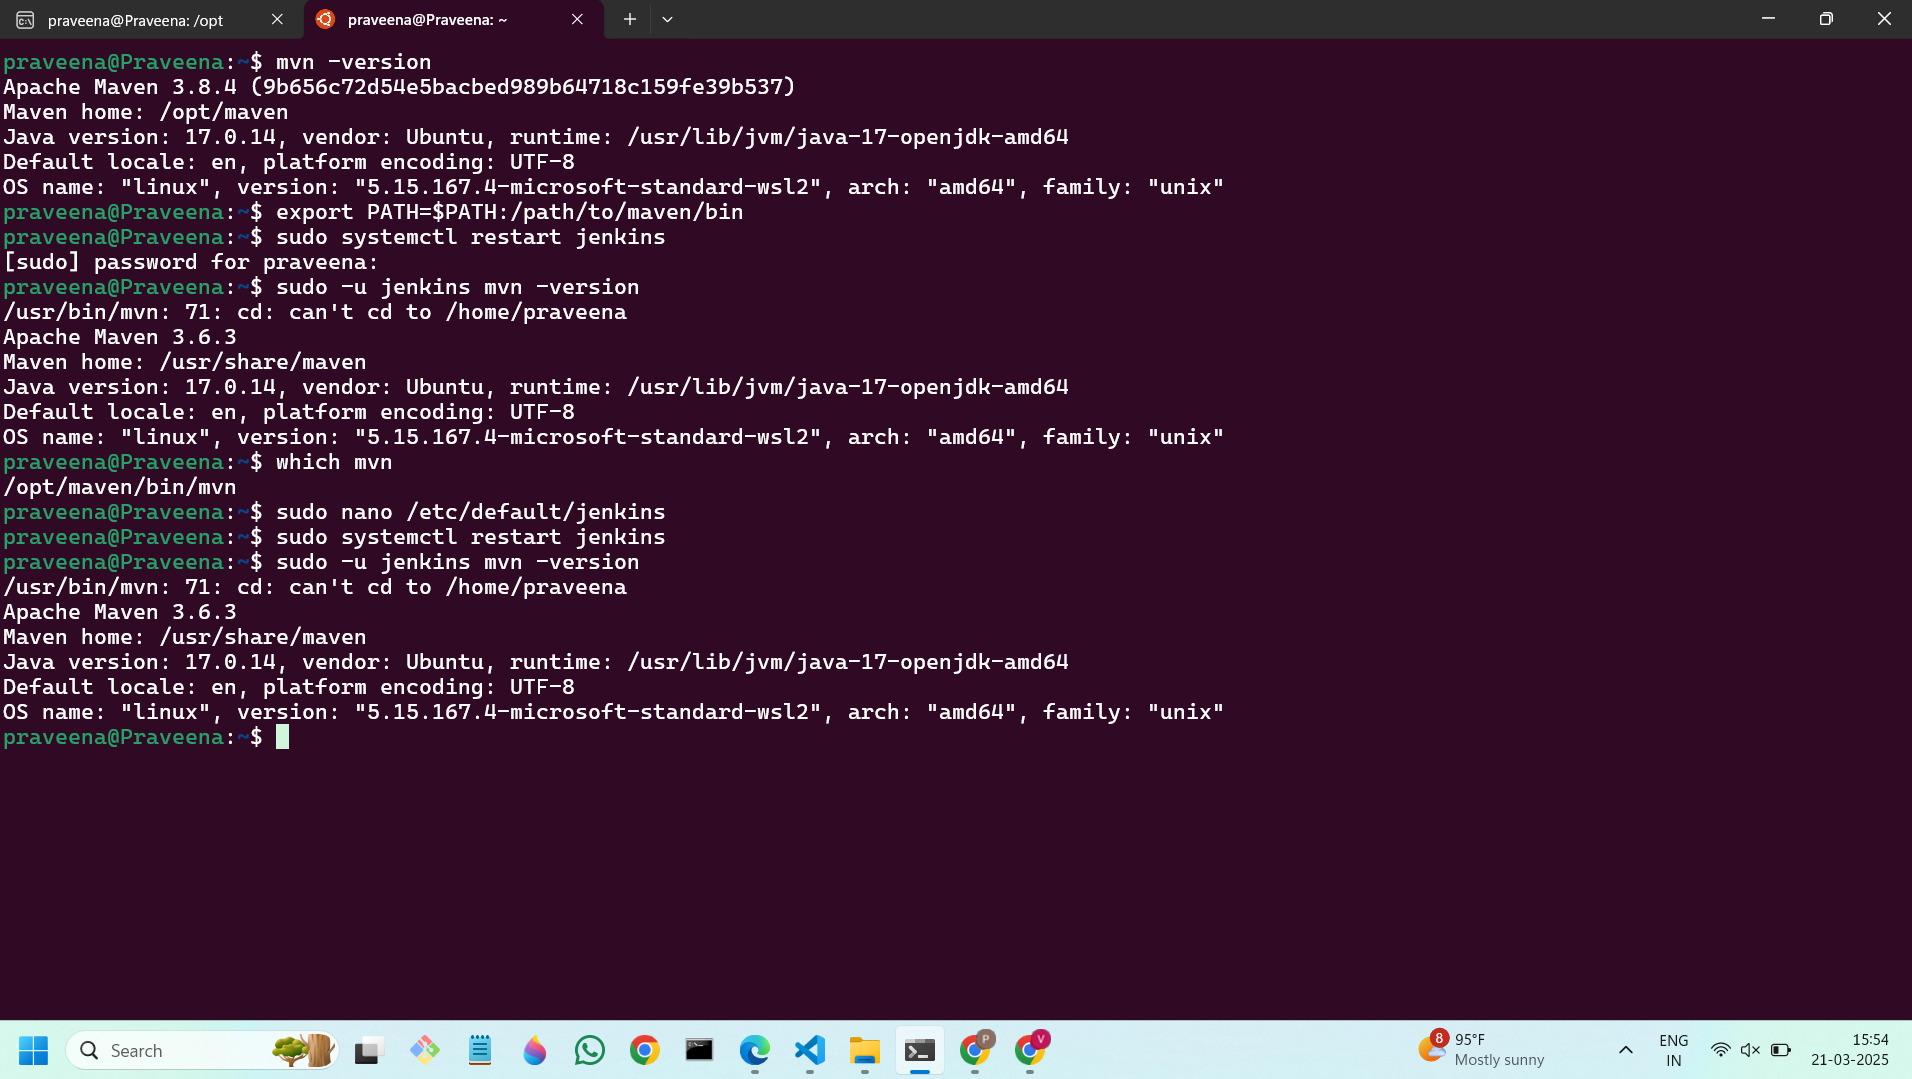 praveena@Praveena: /opt
praveena@Praveena: ~
praveena@Praveena:~$ mvn -version
Apache Maven 3.8.4 (9b656c72d54e5bacbed989b64718c159fe39b537)
Maven home: /opt/maven
Java version: 17.0.14, vendor: Ubuntu, runtime: /usr/lib/jvm/java-17-openjdk-amd64
Default locale: en, platform encoding: UTF-8
OS name: "linux", version: "5.15.167.4-microsoft-standard-wsl2", arch: "amd64", family: "unix"
praveena@Praveena:~$ export PATH=$PATH:/path/to/maven/bin
praveena@Praveena:~$ sudo systemctl restart jenkins
[sudo] password for praveena:
praveena@Praveena:~$ sudo -u jenkins mvn -version
/usr/bin/mvn: 71: cd: can't cd to /home/praveena
Apache Maven 3.6.3
Maven home: /usr/share/maven
Java version: 17.0.14, vendor: Ubuntu, runtime: /usr/lib/jvm/java-17-openjdk-amd64
Default locale: en, platform encoding: UTF-8
OS name: "linux", version: "5.15.167.4-microsoft-standard-wsl2", arch: "amd64", family: "unix"
praveena@Praveena:~$ which mvn
/opt/maven/bin/mvn
praveena@Praveena:~$ sudo nano /etc/default/jenkins
praveena@Praveena:~$ sudo systemctl restart jenkins
praveena@Praveena:~$ sudo -u jenkins mvn -version
/usr/bin/mvn: 71: cd: can't cd to /home/praveena
Apache Maven 3.6.3
Maven home: /usr/share/maven
Java version: 17.0.14, vendor: Ubuntu, runtime: /usr/lib/jvm/java-17-openjdk-amd64
Default locale: en, platform encoding: UTF-8
OS name: "linux", version: "5.15.167.4-microsoft-standard-wsl2", arch: "amd64", family: "unix"
praveena@Praveena:~$
Search
P
V
8
95°F
Mostly sunny
ENG
IN
15:54
21-03-2025